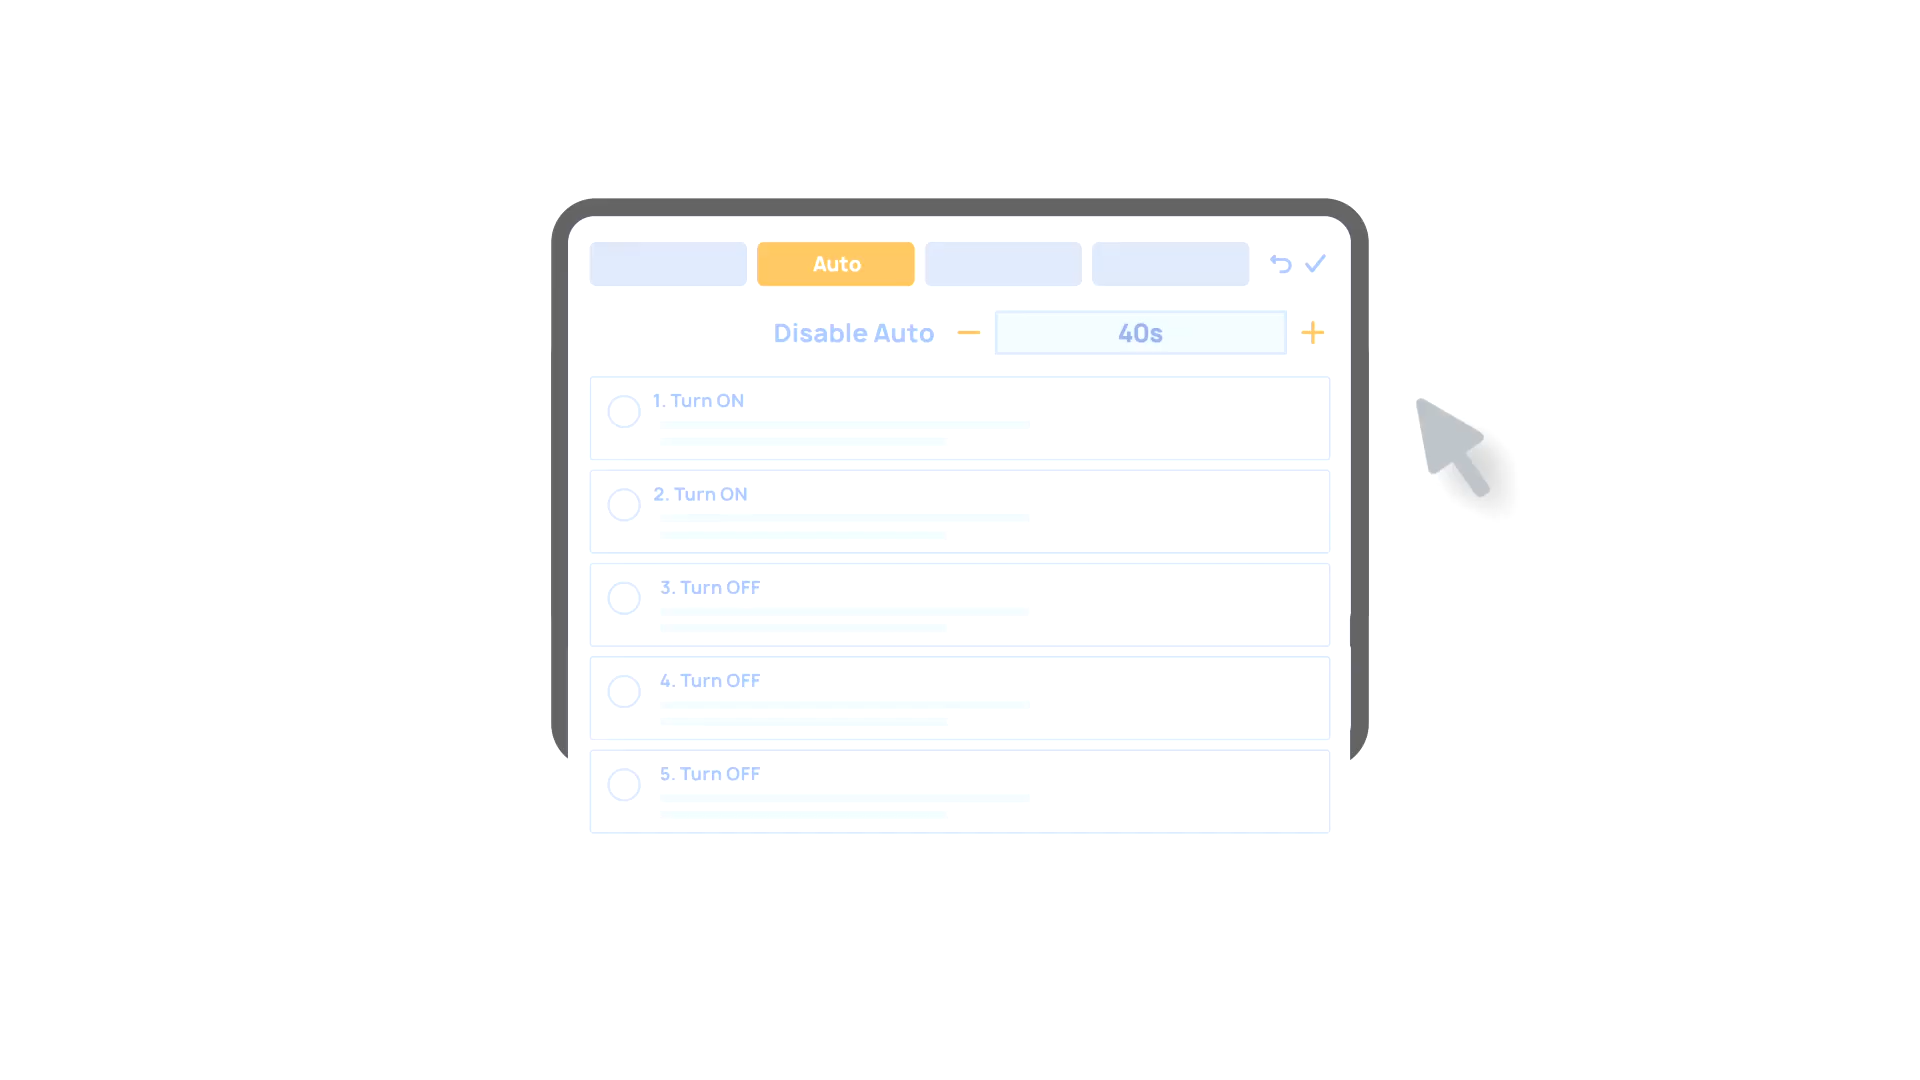 Auto
Disable Auto
40s
1. Turn ON
2. Turn ON
3. Turn OFF
4. Turn OFF
5. Turn OFF